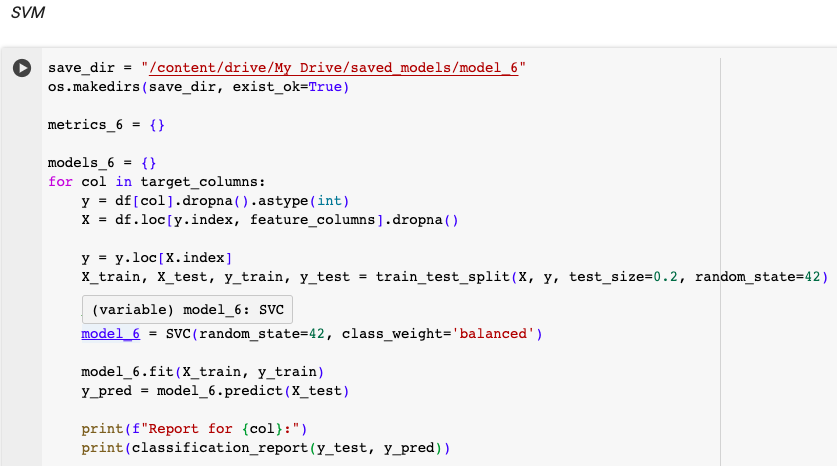 SVM
save_dir = "/content/drive/My Drive/saved_models/model_6"
os.makedirs(save_dir, exist_ok=True)
metrics_6 = {}
models_6 = {}
for col in target_columns:
    y = df[col].dropna().astype(int)
    X = df.loc[y.index, feature_columns].dropna()
    y = y.loc[X.index]
    X_train, X_test, y_train, y_test = train_test_split(X, y, test_size=0.2, random_state=42)
(variable) model_6: SVC
    model_6 = SVC(random_state=42, class_weight='balanced')
    model_6.fit(X_train, y_train)
    y_pred = model_6.predict(X_test)
    print(f"Report for {col}:")
    print(classification_report(y_test, y_pred))